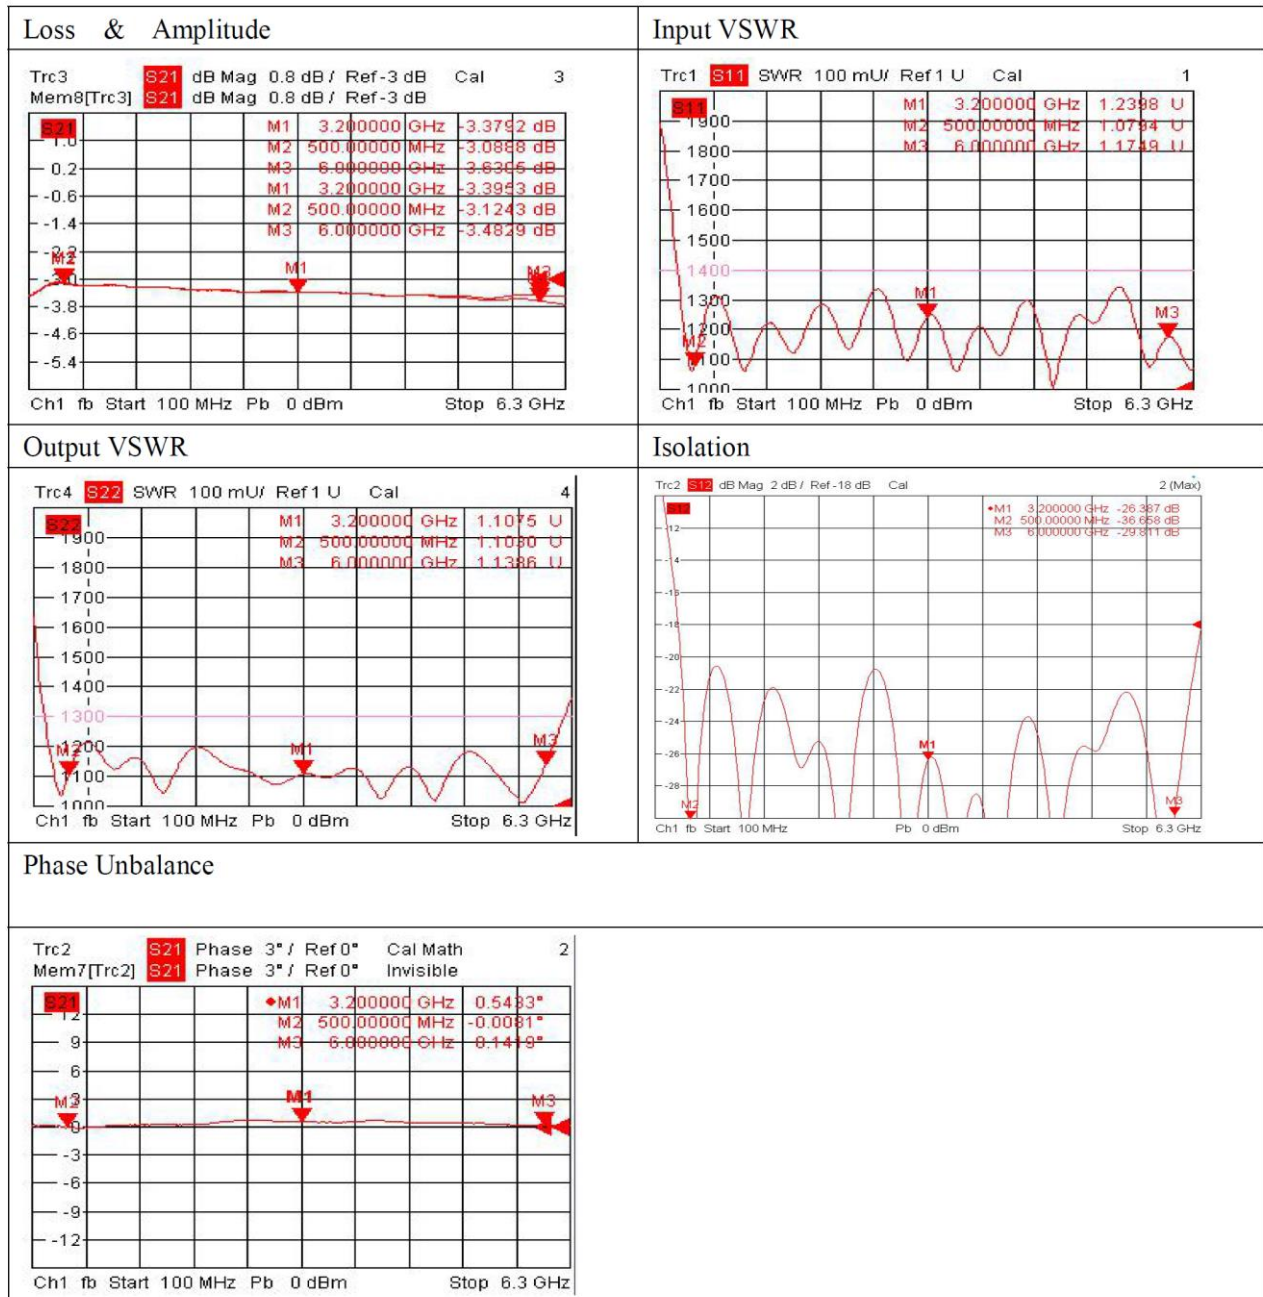 Loss & Amplitude
Trc3 S21 dB Mag 0.8 dB / Ref -3 dB Cal 3
Mem8[Trc3] S21 dB Mag 0.8 dB / Ref -3 dB
S21
M1 3.200000 GHz -3.3792 dB
1.0 M2 500.00000 MHz -3.0888 dB
0.2 M3 6.000000 GHz -3.6305 dB
M1 3.200000 GHz -3.3953 dB
-0.6 M2 500.00000 MHz -3.1243 dB
-1.4 M3 6.000000 GHz -3.4829 dB
-2.2
M2 M1 M3
-3.0
-3.8
-4.6
-5.4
Ch1 fb Start 100 MHz Pb 0 dBm Stop 6.3 GHz
Input VSWR
Trc1 S11 SWR 100 mU/ Ref 1 U Cal 1
S11 M1 3.200000 GHz 1.2398 U
1900 M2 500.00000 MHz 1.0794 U
1800 M3 6.000000 GHz 1.1749 U
1700
1600
1500
1400
1300 M1
1200 M3
M2
1100
1000
Ch1 fb Start 100 MHz Pb 0 dBm Stop 6.3 GHz
Output VSWR
Trc4 S22 SWR 100 mU/ Ref 1 U Cal 4
S22 M1 3.200000 GHz 1.1075 U
1900 M2 500.00000 MHz 1.1030 U
1800 M3 6.000000 GHz 1.1386 U
1700
1600
1500
1400
1300
M2 1200 M1 M3
1100
1000
Ch1 fb Start 100 MHz Pb 0 dBm Stop 6.3 GHz
Isolation
Trc2 S12 dB Mag 2 dB / Ref -18 dB Cal 2 (Max)
S12 M1 3.200000 GHz -26.387 dB
-12 M2 500.00000 MHz -36.658 dB
M3 6.000000 GHz -29.811 dB
-14
-16
-18
-20
-22
-24
M1
-26
-28
M2 M3
Ch1 fb Start 100 MHz Pb 0 dBm Stop 6.3 GHz
Phase Unbalance
Trc2 S21 Phase 3° / Ref 0° Cal Math 2
Mem7[Trc2] S21 Phase 3° / Ref 0° Invisible
S21 M1 3.200000 GHz 0.5433°
12 M2 500.00000 MHz -0.0081°
9 M3 GHz
6
M2 3 M1 M3
0
-3
-6
-9
-12
Ch1 fb Start 100 MHz Pb 0 dBm Stop 6.3 GHz